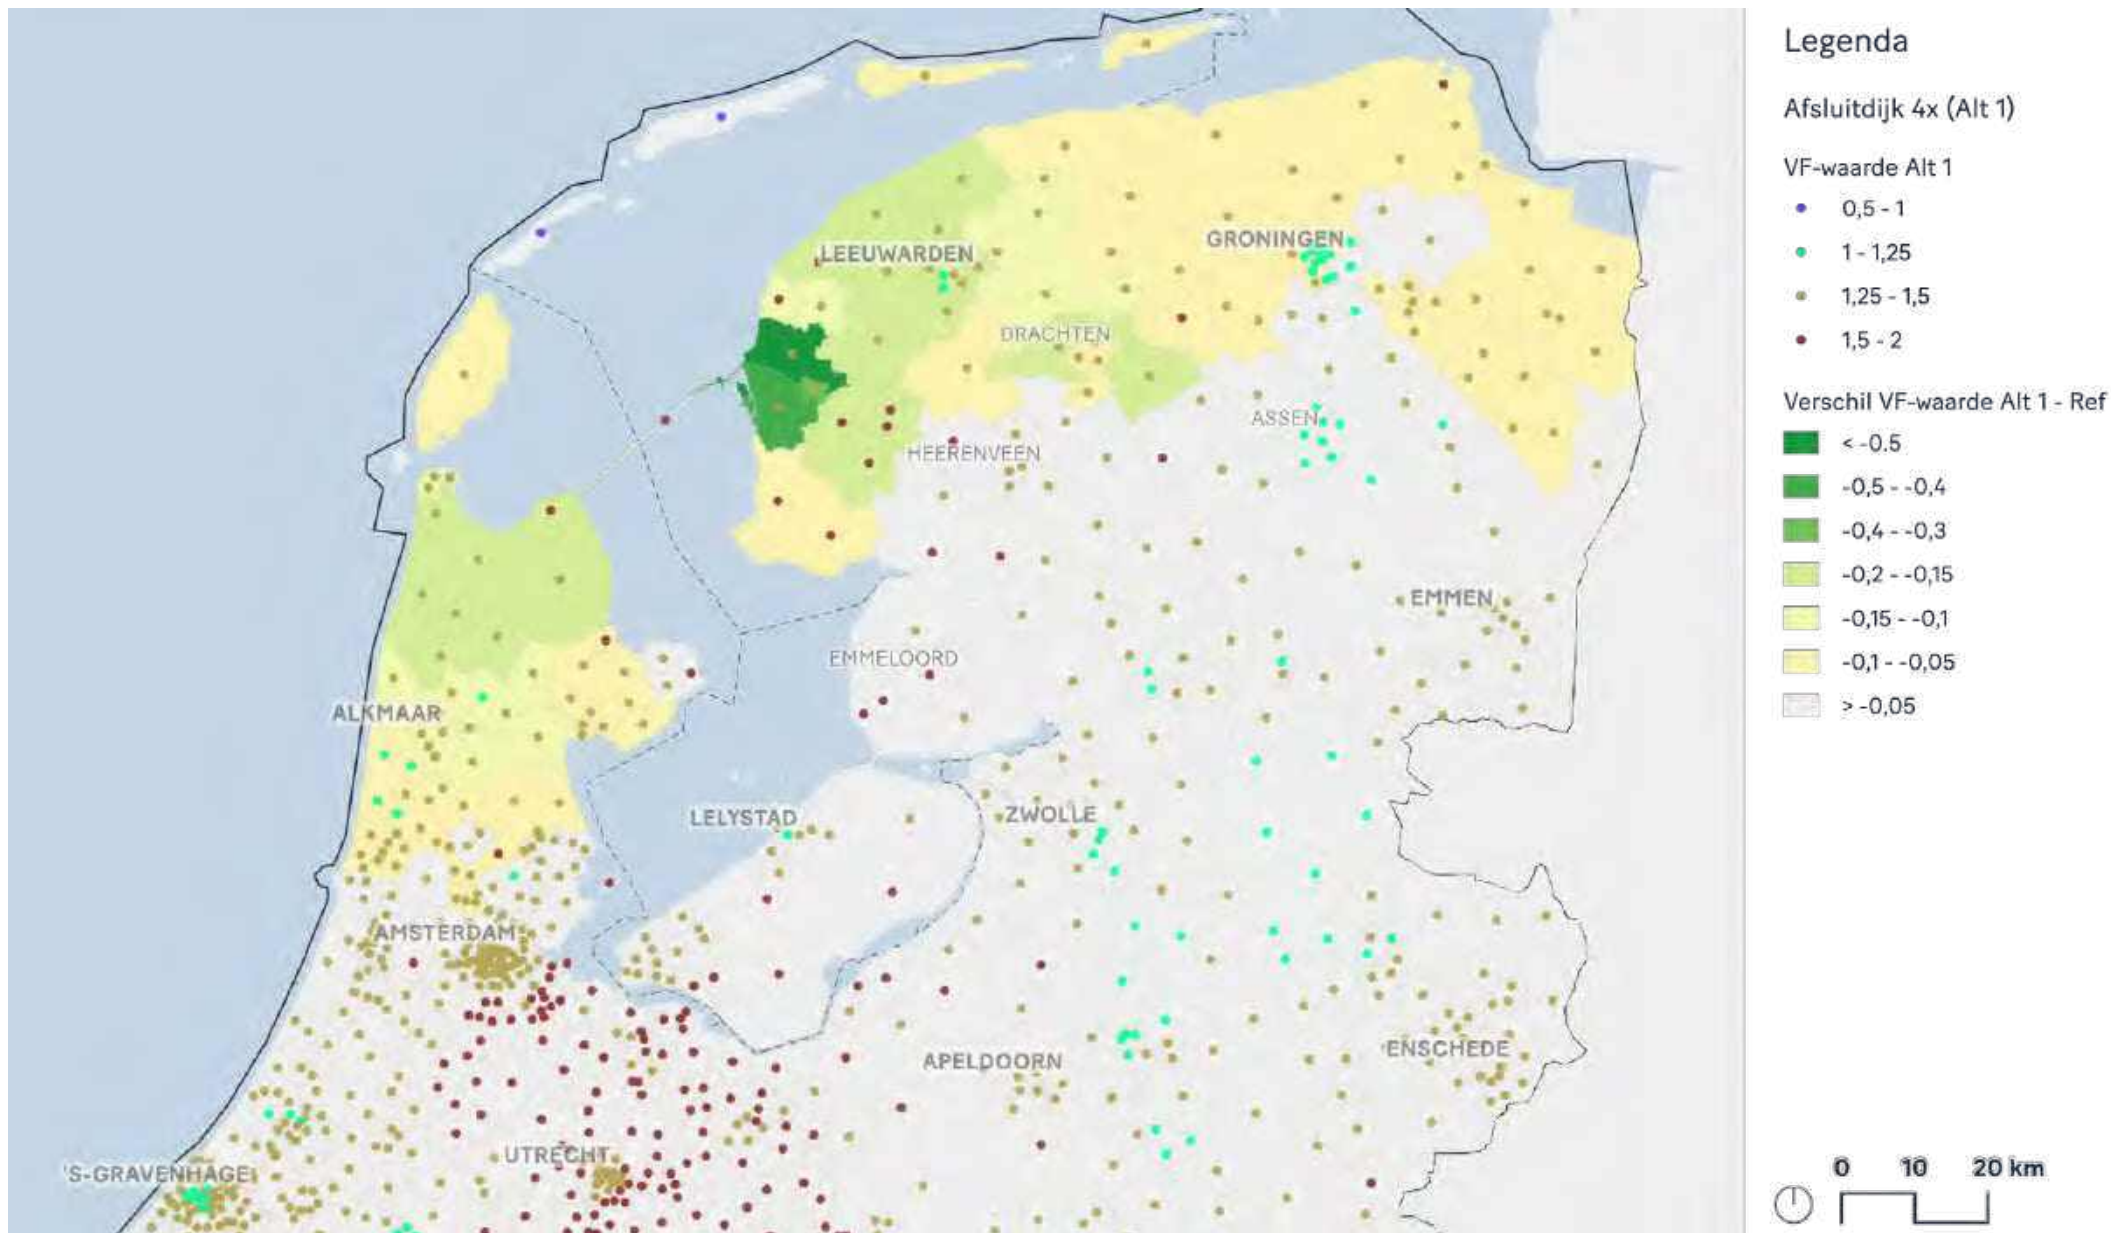 LEEUWARDEN
GRONINGEN
DRACHTEN
ASSEN
HEERENVEEN
EMMEN
EMMELOORD
ALKMAAR
LELYSTAD
ZWOLLE
AMSTERDAM
APELDOORN
ENSCHEDE
UTRECHT
'S-GRAVENHAGE
Legenda
Afsluitdijk 4x (Alt 1)
VF-waarde Alt 1
0,5 - 1
1 - 1,25
1,25 - 1,5
1,5 - 2
Verschil VF-waarde Alt 1 - Ref
< -0.5
-0,5 - -0,4
-0,4 - -0,3
-0,2 - -0,15
-0,15 - -0,1
-0,1 - -0,05
> -0,05
0 10 20 km